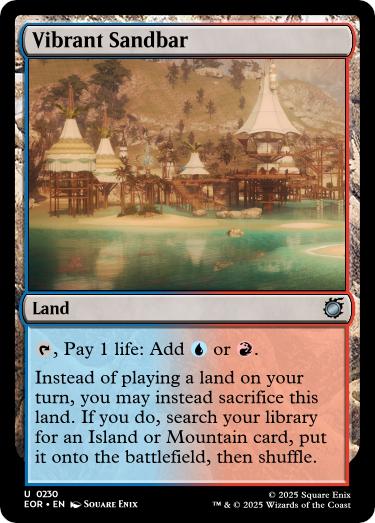 Vibrant Sandbar
Land
, Pay 1 life: Add or .
Instead of playing a land on your
turn, you may instead sacrifice this
land. If you do, search your library
for an Island or Mountain card, put
it onto the battlefield, then shuffle.
U 0230
EOR • EN Square Enix
© 2025 Square Enix
™ & © 2025 Wizards of the Coast